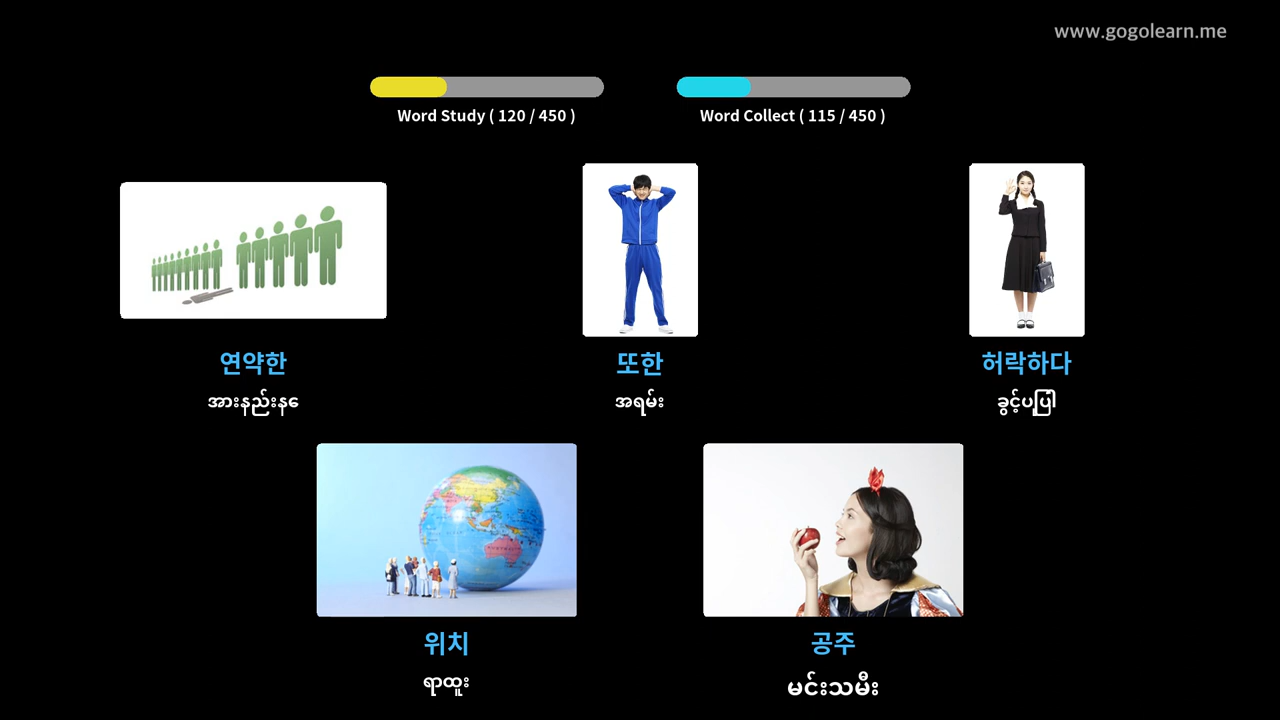 www.gogolearn.me
Word Study ( 120 / 450 )
Word Collect ( 115 / 450 )
연약한
또한
허락하다
အားနည်းနေ
အရမ်း
ခွင့်ပြုပါ
위치
공주
ရာထူး
မင်းသမီး